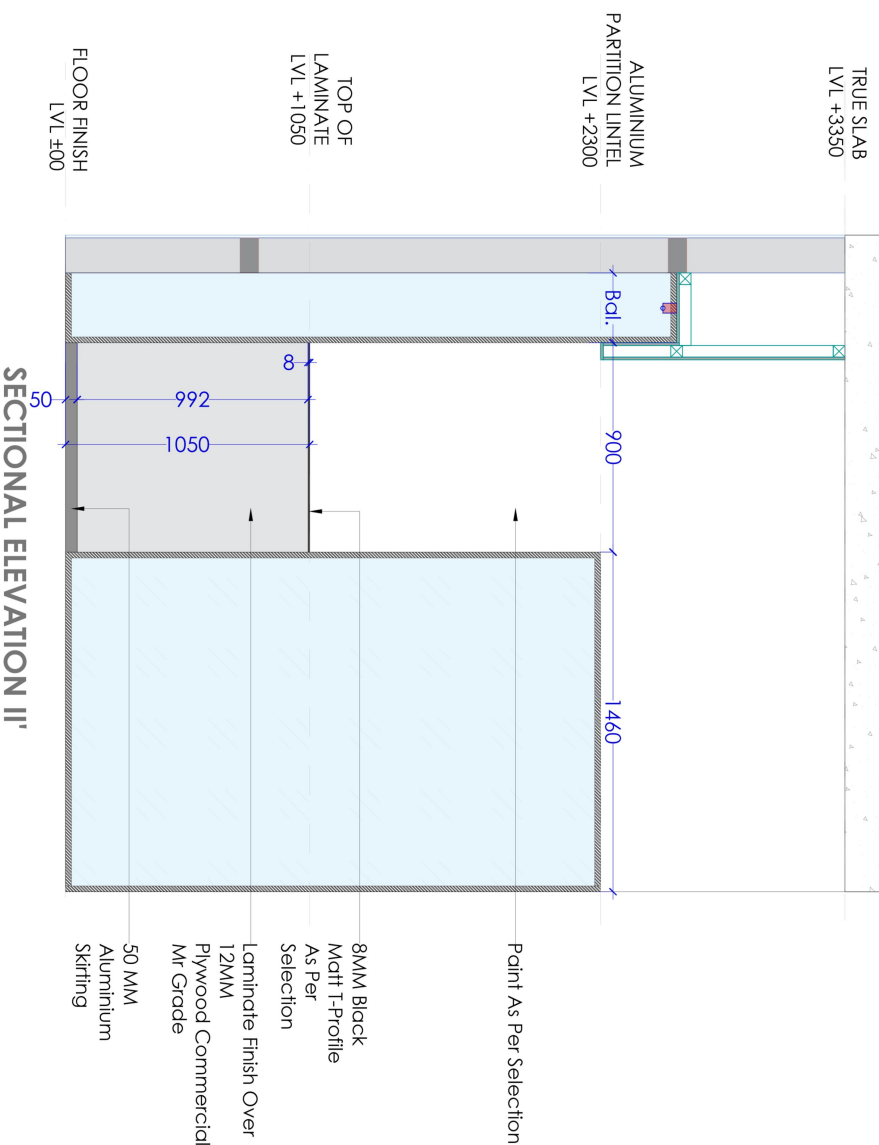 TRUE SLAB
LVL +3350
ALUMINIUM
PARTITION LINTEL
LVL +2300
TOP OF
LAMINATE
LVL +1050
FLOOR FINISH
LVL ±00
Bal.
900
1460
8
992
1050
50
Paint As Per Selection
8MM Black
Matt T-Profile
As Per
Selection
Laminate Finish Over
12MM
Plywood Commercial
Mr Grade
50 MM
Aluminium
Skirting
SECTIONAL ELEVATION II'